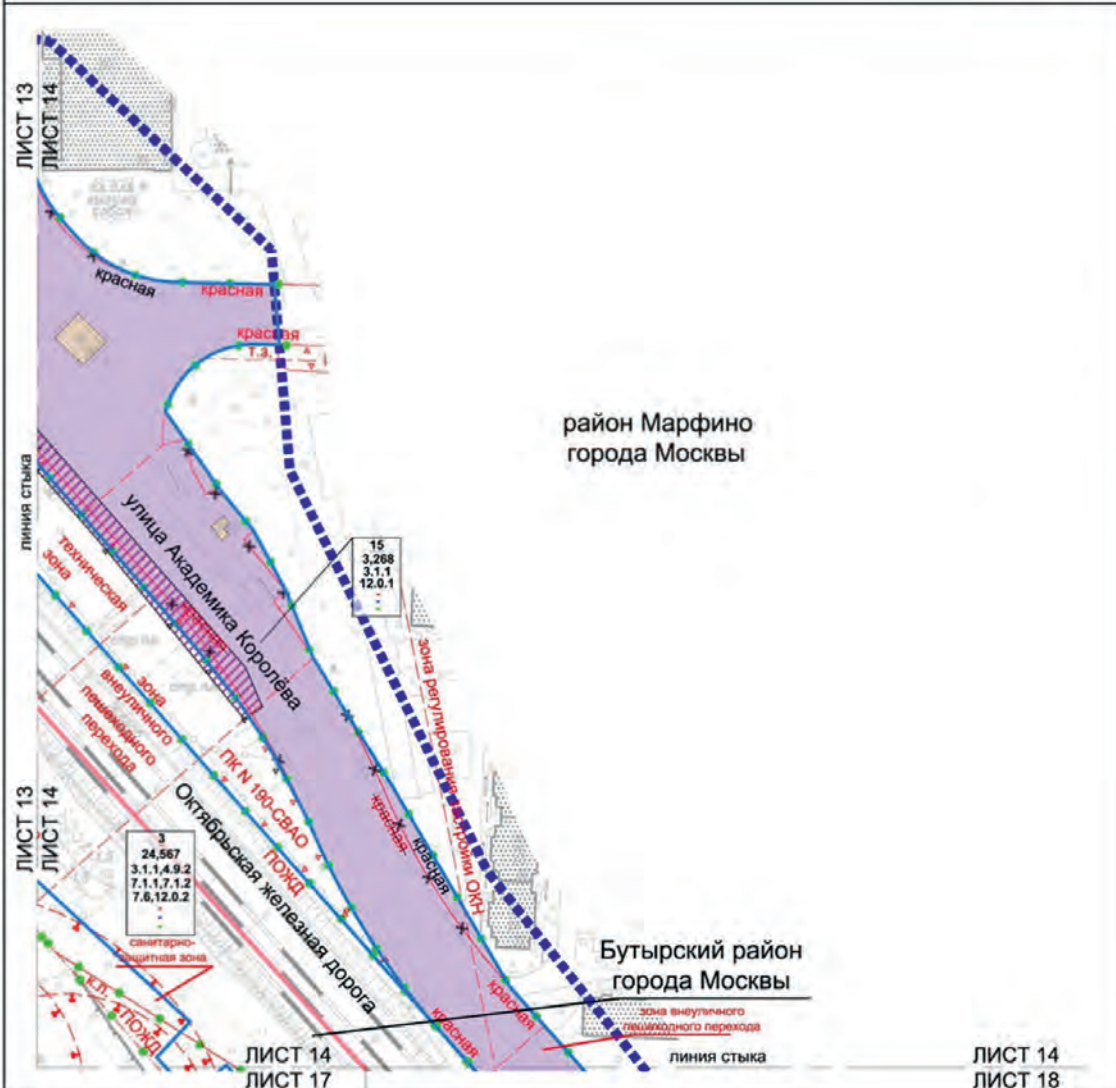 ЛИСТ 13
ЛИСТ 14
красная
красная
красная
т.з.
район Марфино
города Москвы
линия стыка
улица Академика Королёва
15
3,268
3.1.1
12.0.1
техническая
зона
зона
внеуличного
пешеходного
перехода
зона регулирования застройки ОКН
ПК N 190-СВАО
ПОЖД
Октябрьская железная дорога
красная
красная
ЛИСТ 13
ЛИСТ 14
3
24,567
3.1.1,4.9.2
7.1.1,7.1.2
7.6,12.0.2
санитарно-
защитная зона
к.п.
ПОЖД
Бутырский район
города Москвы
зона внеуличного
пешеходного перехода
красная
красная
линия стыка
ЛИСТ 14
ЛИСТ 17
ЛИСТ 14
ЛИСТ 18